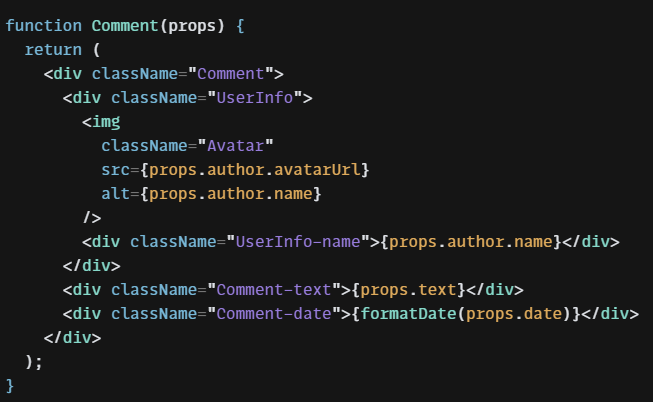 function Comment(props) {
  return (
    <div className="Comment">
      <div className="UserInfo">
        <img
          className="Avatar"
          src={props.author.avatarUrl}
          alt={props.author.name}
        />
        <div className="UserInfo-name">{props.author.name}</div>
      </div>
      <div className="Comment-text">{props.text}</div>
      <div className="Comment-date">{formatDate(props.date)}</div>
    </div>
  );
}